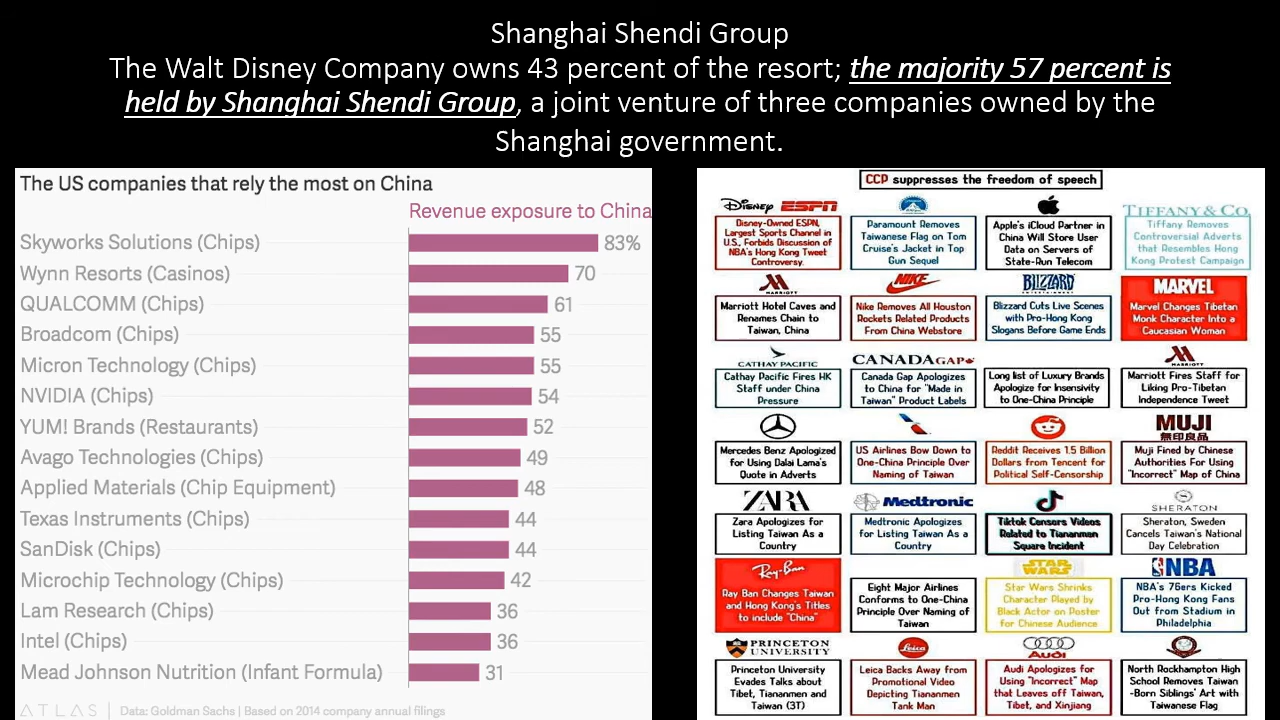 Shanghai Shendi Group
The Walt Disney Company owns 43 percent of the resort; the majority 57 percent is
held by Shanghai Shendi Group, a joint venture of three companies owned by the
Shanghai government.
The US companies that rely the most on China
Revenue exposure to China
Skyworks Solutions (Chips) 83%
Wynn Resorts (Casinos) 70
QUALCOMM (Chips) 61
Broadcom (Chips) 55
Micron Technology (Chips) 55
NVIDIA (Chips) 54
YUM! Brands (Restaurants) 52
Avago Technologies (Chips) 49
Applied Materials (Chip Equipment) 48
Texas Instruments (Chips) 44
SanDisk (Chips) 44
Microchip Technology (Chips) 42
Lam Research (Chips) 36
Intel (Chips) 36
Mead Johnson Nutrition (Infant Formula) 31
ATLAS | Data: Goldman Sachs | Based on 2014 company annual filings
CCP suppresses the freedom of speech
DISNEY ESPN
Disney-Owned ESPN,
Largest Sports Channel in
U.S., Forbids Discussion of
NBA's Hong Kong Tweet
Controversy.
Paramount Removes
Taiwanese Flag on Tom
Cruise's Jacket in Top
Gun Sequel
Apple's iCloud Partner in
China Will Store User
Data on Servers of
State-Run Telecom
TIFFANY & CO.
Tiffany Removes
Controversial Adverts
that Resembles Hong
Kong Protest Campaign
MARRIOTT
Marriott Hotel Caves and
Renames Chain to
Taiwan, China
NIKE
Nike Removes All Houston
Rockets Related Products
From China Webstore
BLIZZARD
ENTERTAINMENT
Blizzard Cuts Live Scenes
with Pro-Hong Kong
Slogans Before Game Ends
MARVEL
Marvel Changes Tibetan
Monk Character Into a
Caucasian Woman
CATHAY PACIFIC
Cathay Pacific Fires HK
Staff under China
Pressure
CANADA GAP
Canada Gap Apologizes
to China for "Made in
Taiwan" Product Labels
Long list of Luxury Brands
Apologize for Insensivity
to One-China Principle
MARRIOTT
Marriott Fires Staff for
Liking Pro-Tibetan
Independence Tweet
Mercedes Benz Apologized
for Using Dalai Lama's
Quote in Adverts
US Airlines Bow Down to
One-China Principle Over
Naming of Taiwan
Reddit Receives 1.5 Billion
Dollars from Tencent for
Political Self-Censorship
MUJI
無印良品
Muji Fined by Chinese
Authorities For Using
"Incorrect" Map of China
ZARA
Zara Apologizes for
Listing Taiwan As a
Country
Medtronic
Medtronic Apologizes
for Listing Taiwan As a
Country
Tiktok Censors Videos
Related to Tiananmen
Square Incident
SHERATON
Sheraton, Sweden
Cancels Taiwan's National
Day Celebration
Ray-Ban
Ray Ban Changes Taiwan
and Hong Kong's Titles
to include "China"
Eight Major Airlines
Conforms to One-China
Principle Over Naming of
Taiwan
STAR WARS
Star Wars Shrinks
Character Played by
Black Actor on Poster
for Chinese Audience
NBA
NBA's 76ers Kicked
Pro-Hong Kong Fans
Out from Stadium in
Philadelphia
PRINCETON
UNIVERSITY
Princeton University
Evades Talks about
Tibet, Tiananmen and
Taiwan (3T)
Leica
Leica Backs Away from
Promotional Video
Depicting Tiananmen
Tank Man
Audi
Audi Apologizes for
Using "Incorrect" Map
that Leaves off Taiwan,
Tibet, and Xinjiang
North Rockhampton High
School Removes Taiwan
-Born Siblings' Art with
Taiwanese Flag